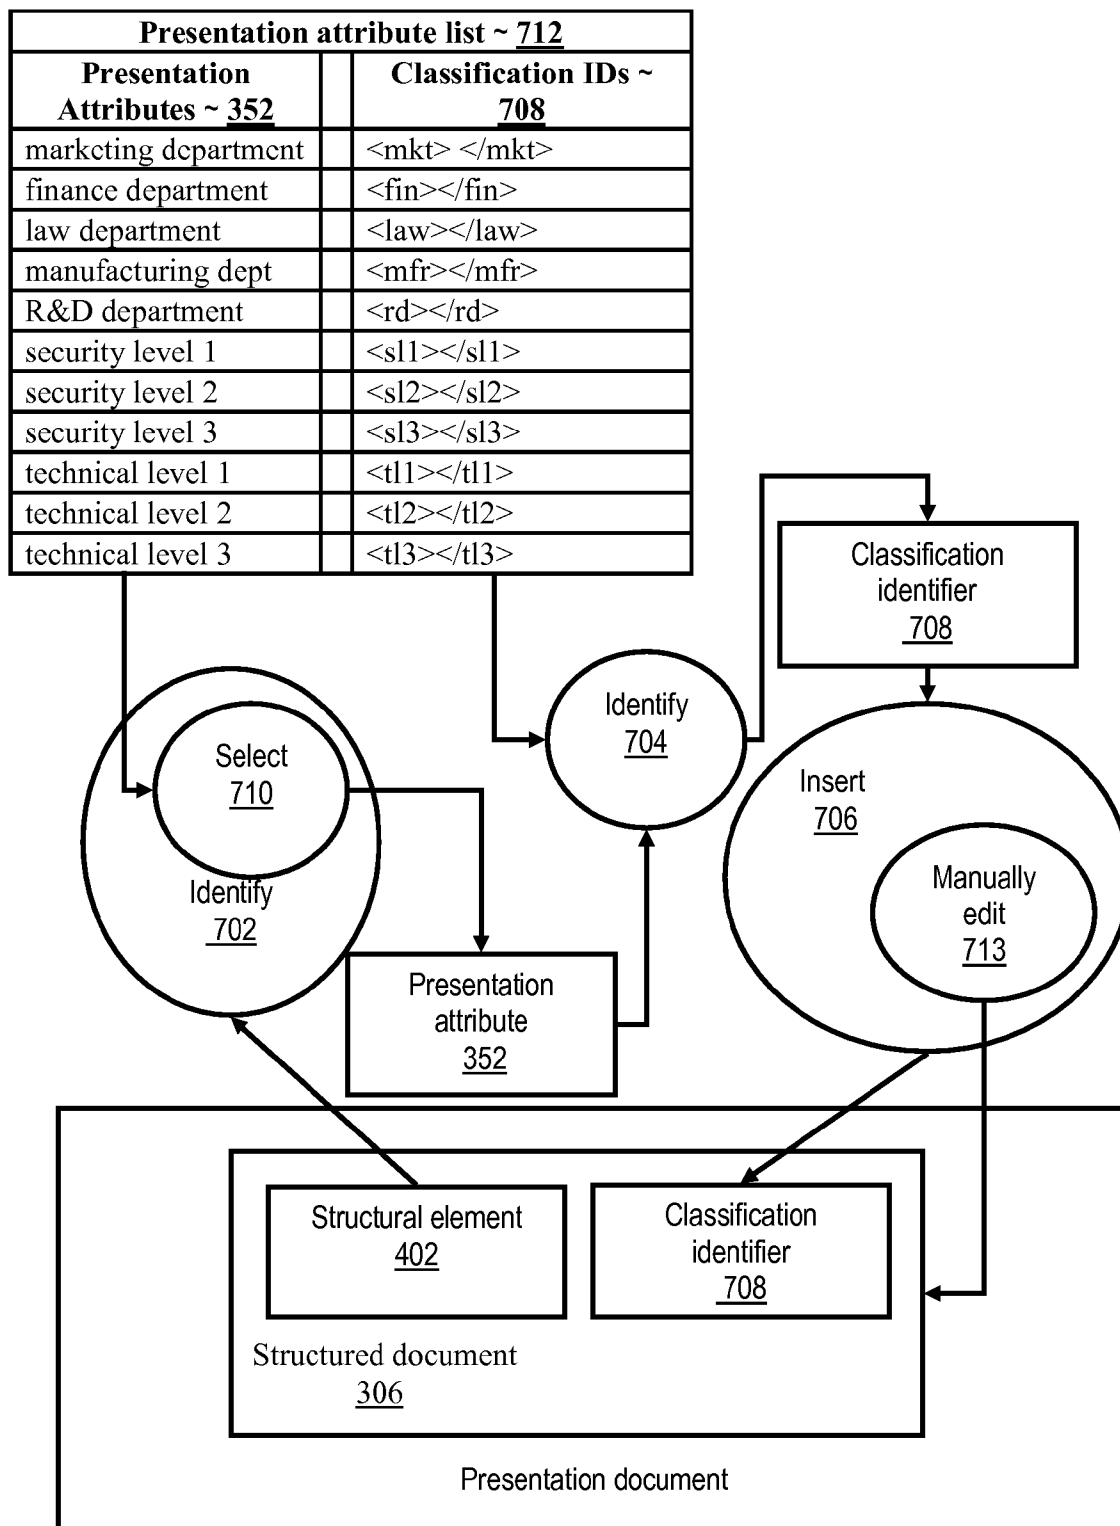 Presentation attribute list ~ 712
Presentation Attributes ~ 352 Classification IDs ~ 708
marketing department <mkt> </mkt>
finance department <fin></fin>
law department <law></law>
manufacturing dept <mfr></mfr>
R&D department <rd></rd>
security level 1 <sl1></sl1>
security level 2 <sl2></sl2>
security level 3 <sl3></sl3>
technical level 1 <tl1></tl1>
technical level 2 <tl2></tl2>
technical level 3 <tl3></tl3>
Classification
identifier
708
Identify
704
Select
710
Identify
702
Insert
706
Manually
edit
713
Presentation
attribute
352
Structural element
402
Classification
identifier
708
Structured document
306
Presentation document